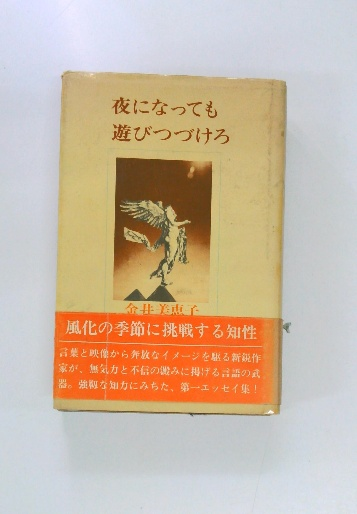 夜になっても
遊びつづけろ
金井美恵子
風化の季節に挑戦する知性
言葉と映像から奔放なイメージを駆る新鋭作
家が、無気力と不信の澱みに掲げる言語の武
器。強靱な知力にみちた、第一エッセイ集!